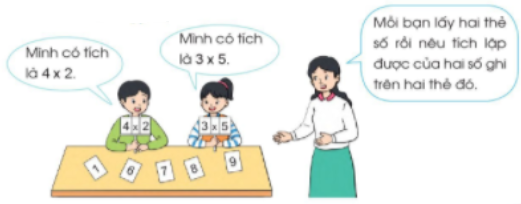 Mình có tích
là 4 x 2.
Mình có tích
là 3 x 5.
Mỗi bạn lấy hai thẻ
số rồi nêu tích lập
được của hai số ghi
trên hai thẻ đó.
4 x 2
3 x 5
1 6 7 8 9